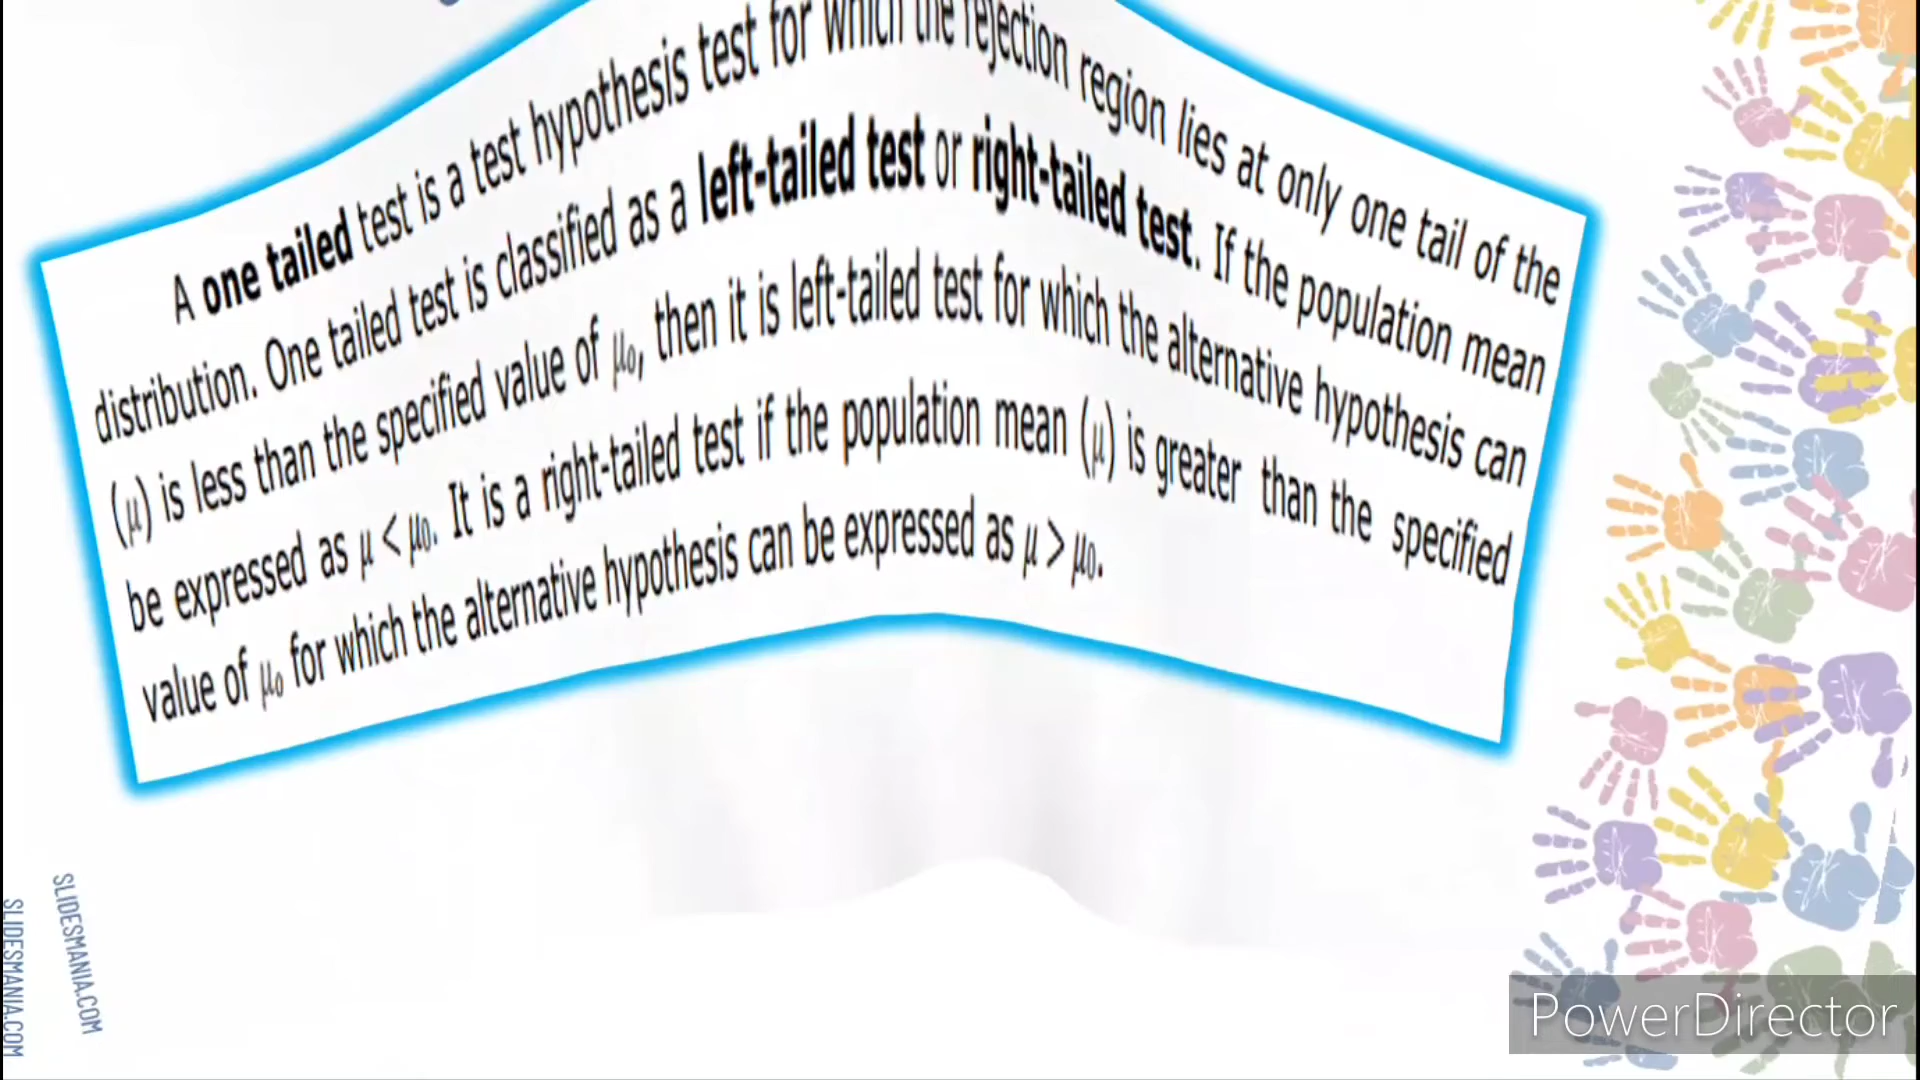 A one tailed test is a test hypothesis test for which the rejection region lies at only one tail of the
distribution. One tailed test is classified as a left-tailed test or right-tailed test. If the population mean
(μ) is less than the specified value of μ₀, then it is left-tailed test for which the alternative hypothesis can
be expressed as μ < μ₀. It is a right-tailed test if the population mean (μ) is greater than the specified
value of μ₀ for which the alternative hypothesis can be expressed as μ > μ₀.
SLIDESMANIA.COM
SLIDESMANIA.COM
PowerDirector